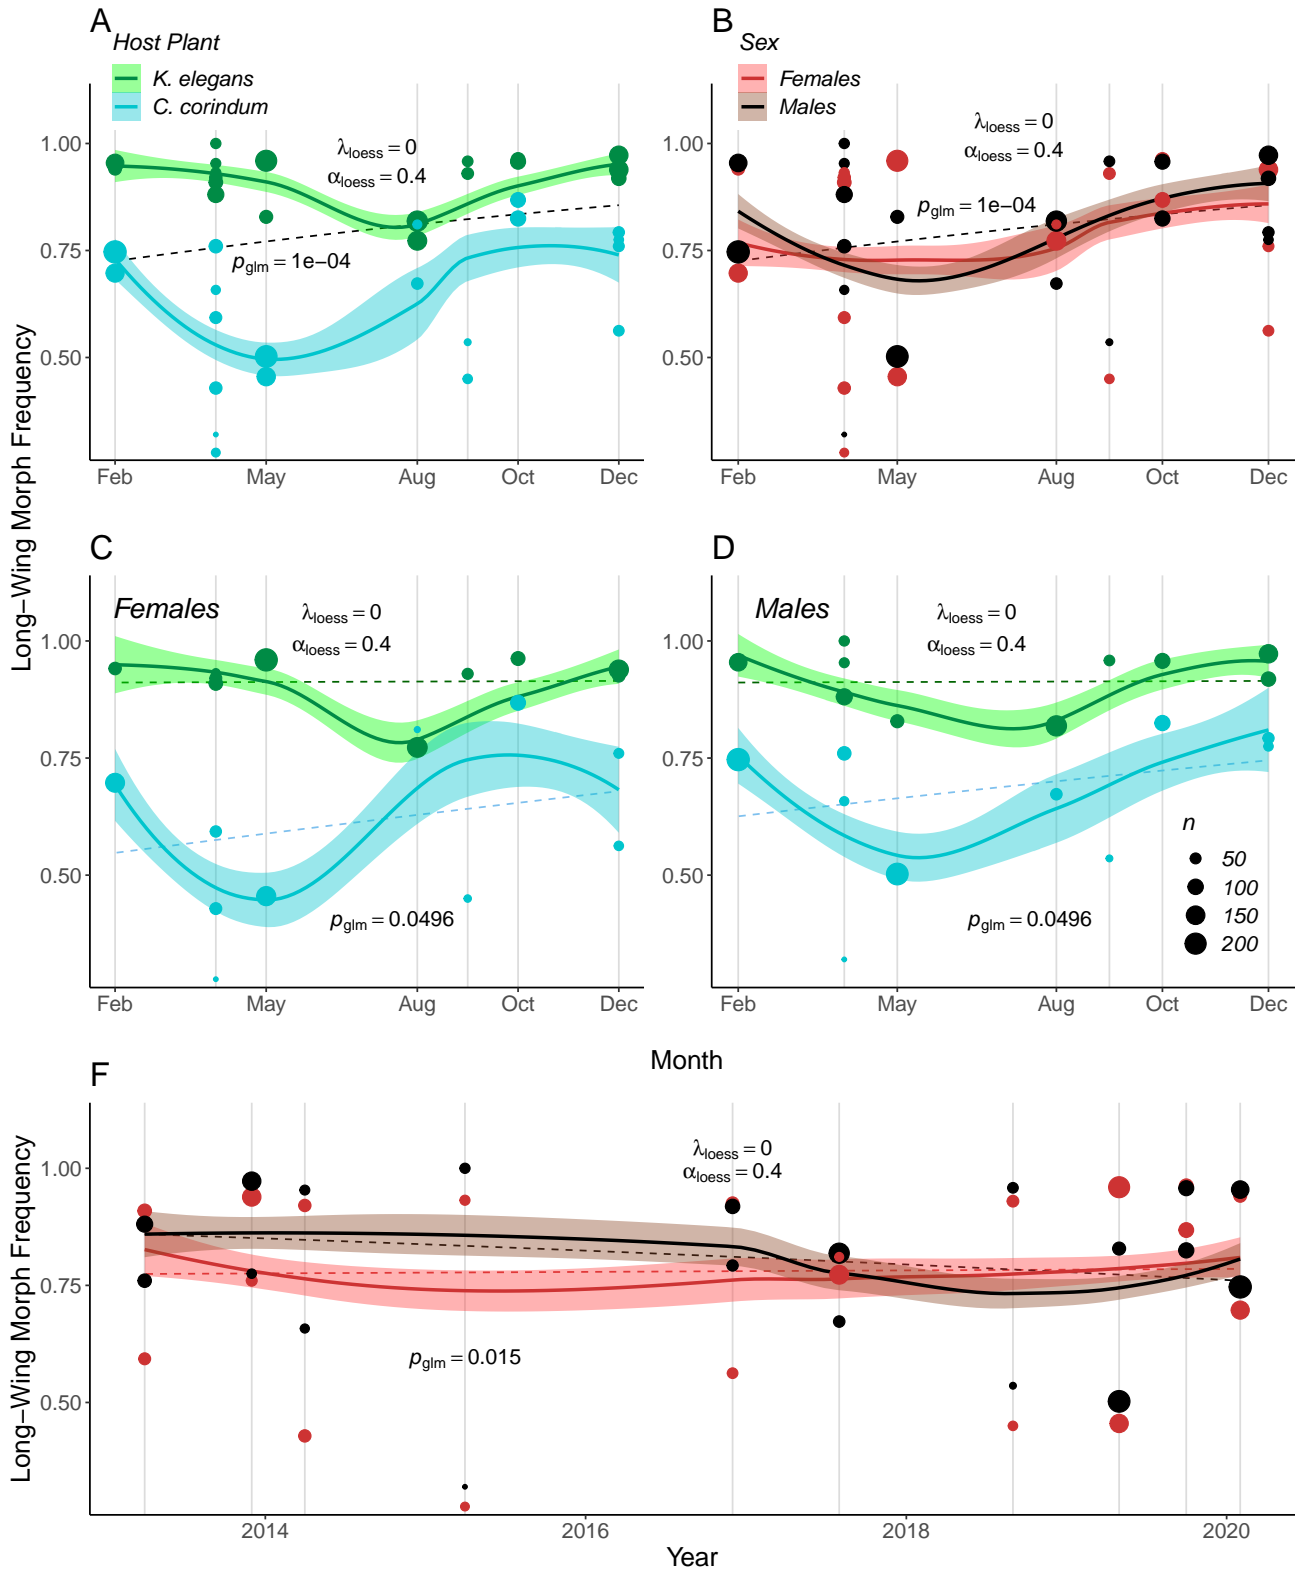 A
Host Plant
K. elegans
C. corindum
λloess = 0
αloess = 0.4
pglm = 1e−04
1.00
0.75
0.50
Feb
May
Aug
Oct
Dec
B
Sex
Females
Males
λloess = 0
αloess = 0.4
pglm = 1e−04
1.00
0.75
0.50
Feb
May
Aug
Oct
Dec
Long−Wing Morph Frequency
C
Females
λloess = 0
αloess = 0.4
pglm = 0.0496
1.00
0.75
0.50
Feb
May
Aug
Oct
Dec
D
Males
λloess = 0
αloess = 0.4
pglm = 0.0496
n
50
100
150
200
1.00
0.75
0.50
Feb
May
Aug
Oct
Dec
Month
F
λloess = 0
αloess = 0.4
pglm = 0.015
Long−Wing Morph Frequency
1.00
0.75
0.50
2014
2016
2018
2020
Year